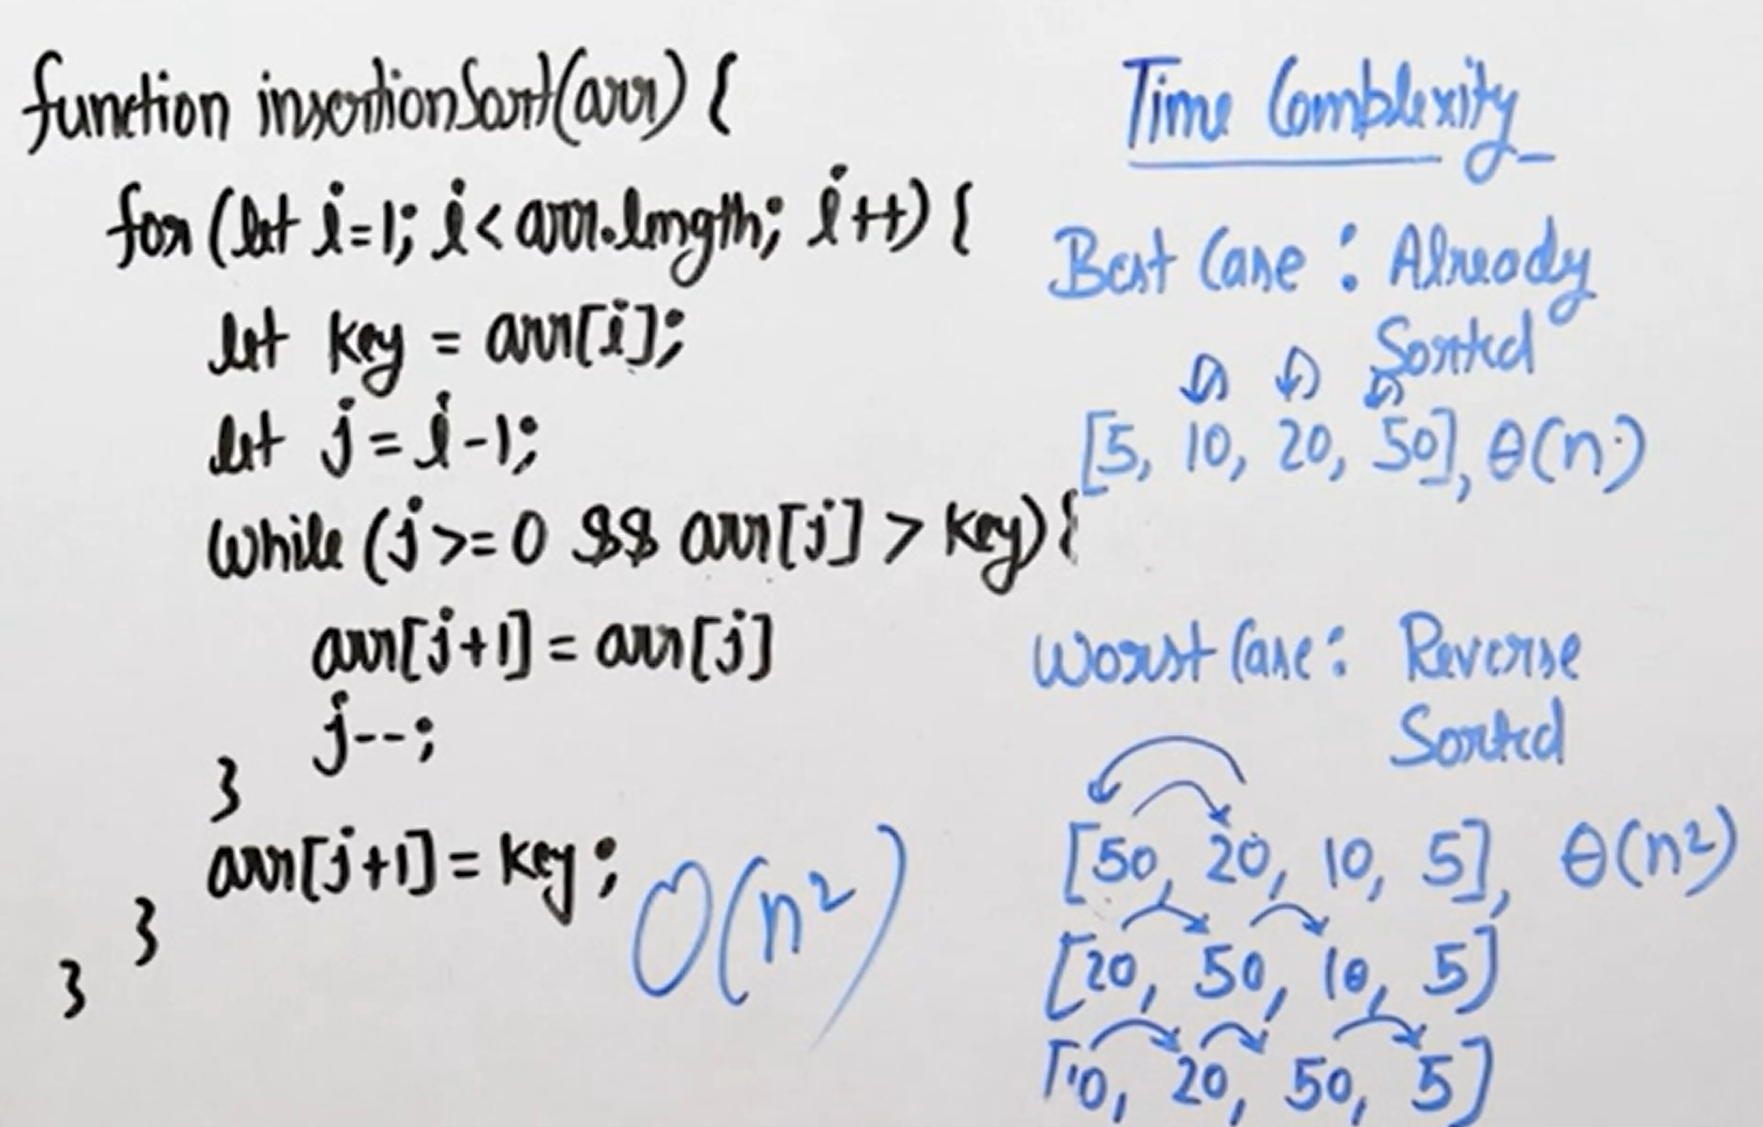 function insertionSort(arr) {
for (let i=1; i<arr.length; i++) {
let key = arr[i];
let j = i-1;
while (j>=0 && arr[j] > key) {
arr[j+1] = arr[j]
j--;
}
arr[j+1] = key;
}
}
O(n²)
Time Complexity
Best Case : Already
Sorted
[5, 10, 20, 50], θ(n)
Worst Case : Reverse
Sorted
[50, 20, 10, 5], θ(n²)
[20, 50, 10, 5]
[10, 20, 50, 5]